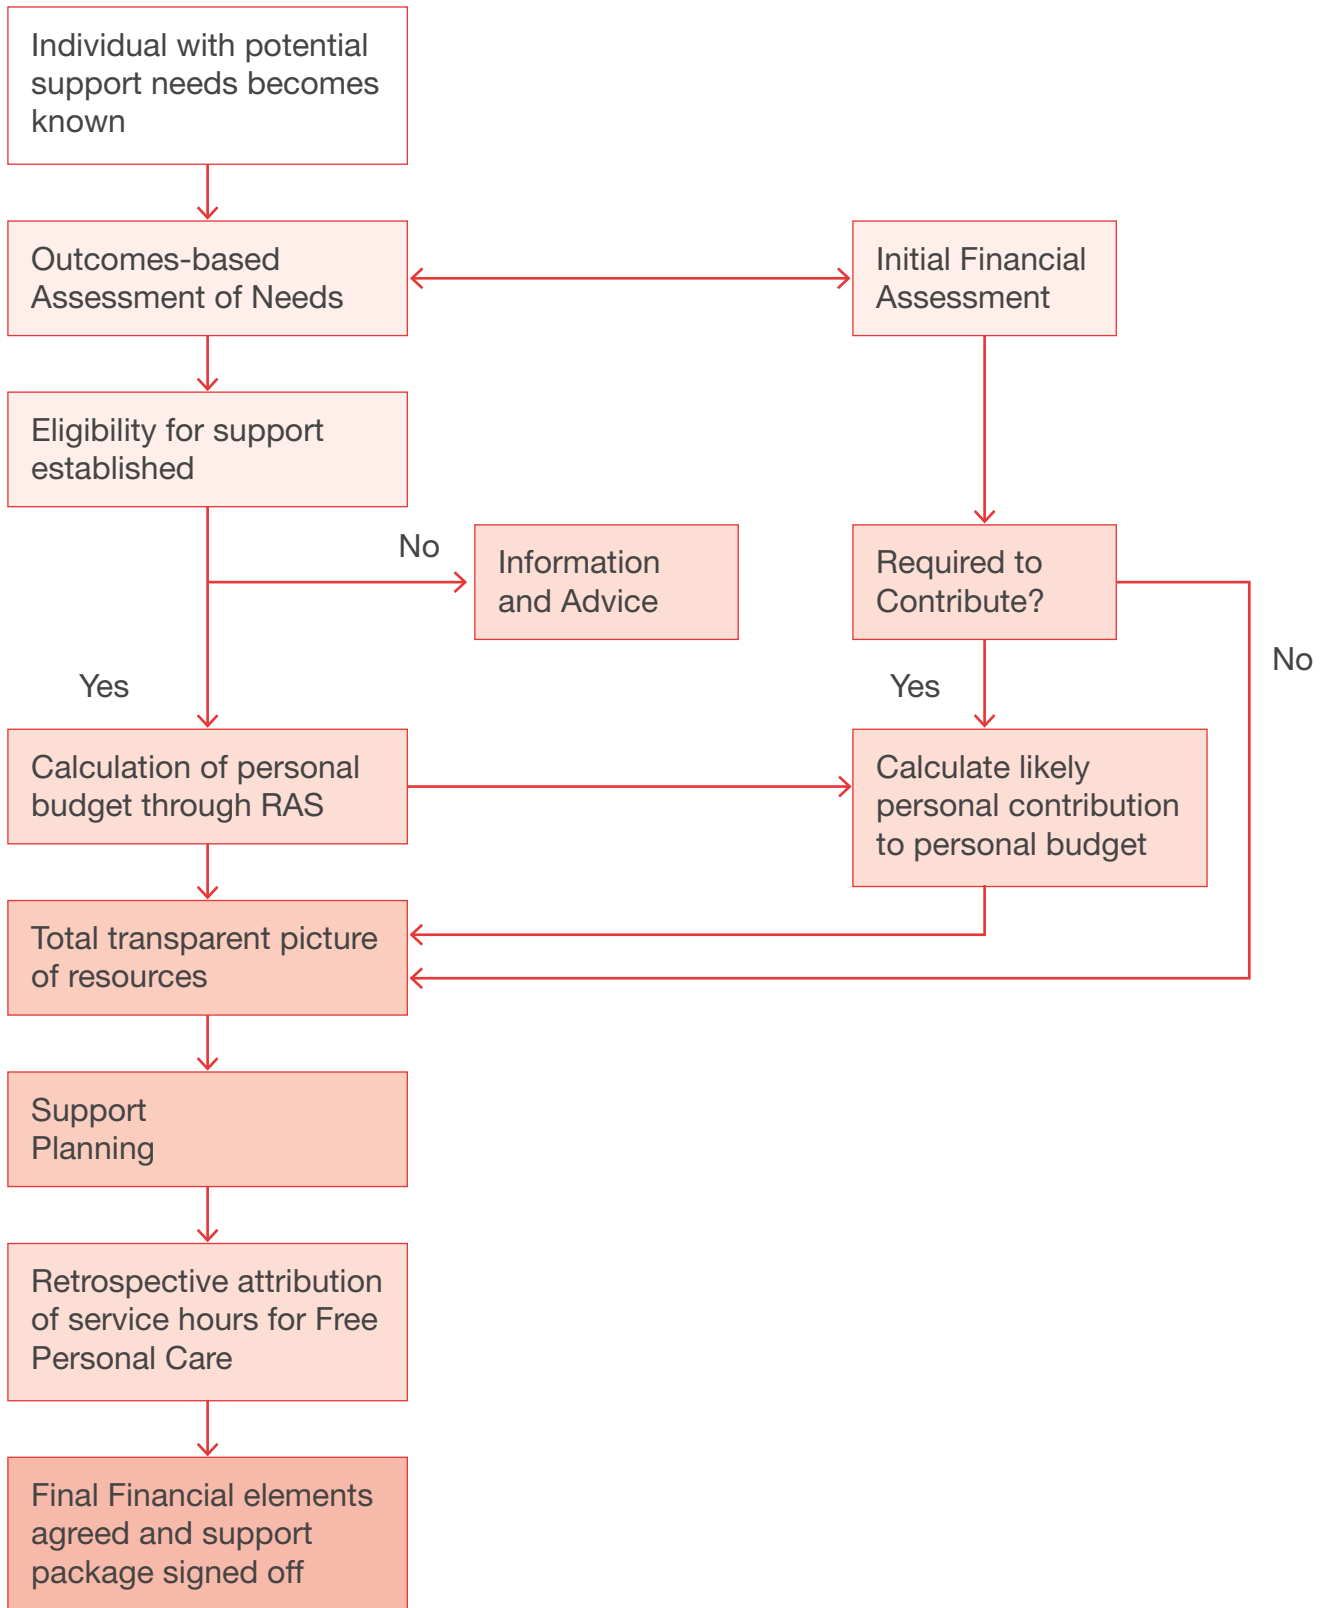 Individual with potential
support needs becomes
known
Outcomes-based
Assessment of Needs
Initial Financial
Assessment
Eligibility for support
established
No
Information
and Advice
Required to
Contribute?
No
Yes
Yes
Calculation of personal
budget through RAS
Calculate likely
personal contribution
to personal budget
Total transparent picture
of resources
Support
Planning
Retrospective attribution
of service hours for Free
Personal Care
Final Financial elements
agreed and support
package signed off